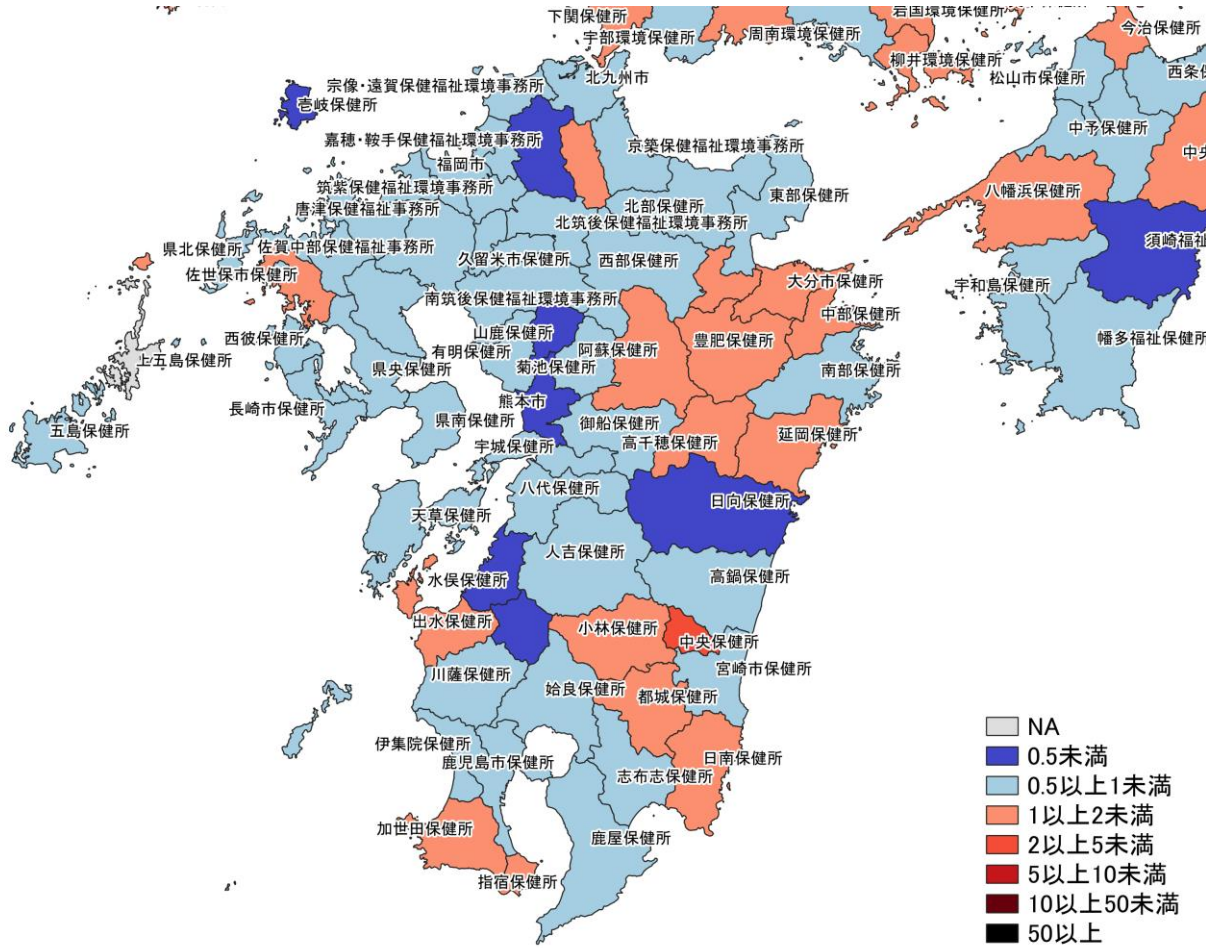 下関保健所
岩国環境保健所
宇部環境保健所
周南環境保健所
今治保健所
柳井環境保健所
松山市保健所
西条保
北九州市
宗像・遠賀保健福祉環境事務所
壱岐保健所
中予保健所
嘉穂・鞍手保健福祉環境事務所
京築保健福祉環境事務所
中央
福岡市
筑紫保健福祉環境事務所
東部保健所
八幡浜保健所
唐津保健福祉事務所
北部保健所
北筑後保健福祉環境事務所
須崎福祉
県北保健所
佐賀中部保健福祉事務所
久留米市保健所
西部保健所
佐世保市保健所
大分市保健所
宇和島保健所
南筑後保健福祉環境事務所
中部保健所
西彼保健所
山鹿保健所
豊肥保健所
幡多福祉保健所
上五島保健所
有明保健所
阿蘇保健所
県央保健所
菊池保健所
南部保健所
長崎市保健所
熊本市
五島保健所
県南保健所
御船保健所
延岡保健所
宇城保健所
高千穂保健所
八代保健所
日向保健所
天草保健所
人吉保健所
水俣保健所
高鍋保健所
出水保健所
小林保健所
中央保健所
宮崎市保健所
川薩保健所
姶良保健所
都城保健所
伊集院保健所
鹿児島市保健所
日南保健所
志布志保健所
加世田保健所
鹿屋保健所
指宿保健所
NA
0.5未満
0.5以上1未満
1以上2未満
2以上5未満
5以上10未満
10以上50未満
50以上